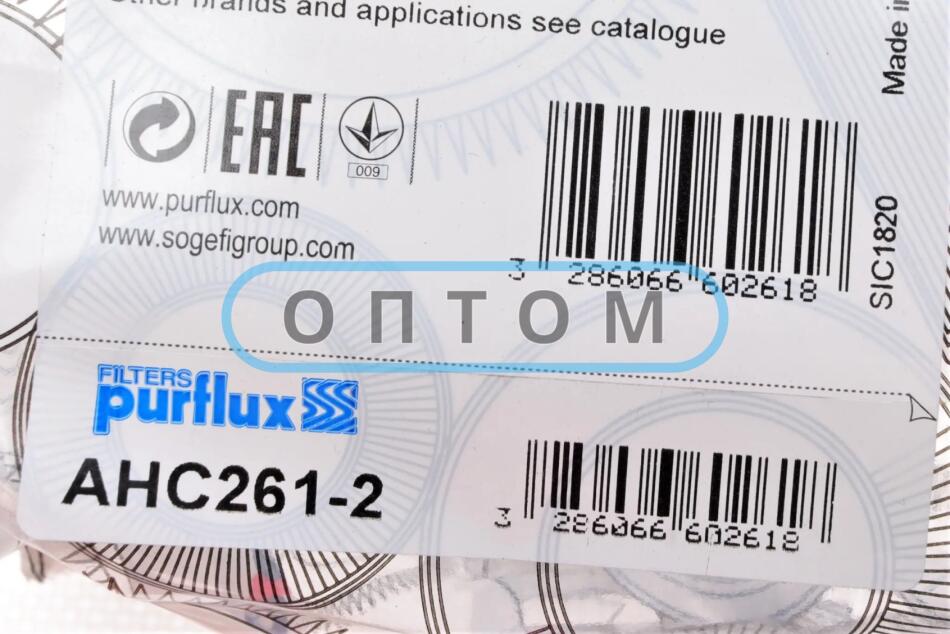 Other brands and applications see catalogue
Made in
EAC
009
www.purflux.com
www.sogefigroup.com
3 286066 602618
SIC1820
ОПТОМ
FILTERS
purflux
AHC261-2
3 286066 602618